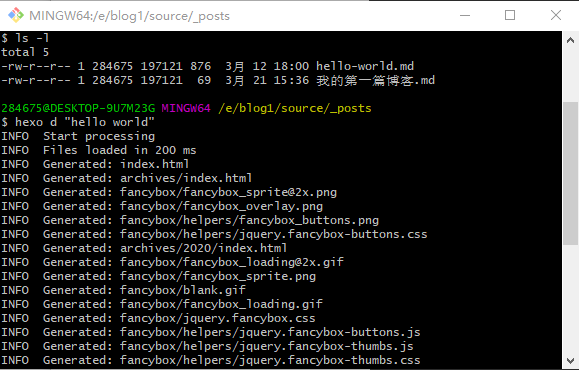 MINGW64:/e/blog1/source/_posts
$ ls -l
total 5
-rw-r--r-- 1 284675 197121 876  3月 12 18:00 hello-world.md
-rw-r--r-- 1 284675 197121  69  3月 21 15:36 我的第一篇博客.md
284675@DESKTOP-9U7M23G MINGW64 /e/blog1/source/_posts
$ hexo d "hello world"
INFO  Start processing
INFO  Files loaded in 200 ms
INFO  Generated: index.html
INFO  Generated: archives/index.html
INFO  Generated: fancybox/fancybox_sprite@2x.png
INFO  Generated: fancybox/fancybox_overlay.png
INFO  Generated: fancybox/helpers/fancybox_buttons.png
INFO  Generated: fancybox/helpers/jquery.fancybox-buttons.css
INFO  Generated: archives/2020/index.html
INFO  Generated: fancybox/fancybox_loading@2x.gif
INFO  Generated: fancybox/fancybox_sprite.png
INFO  Generated: fancybox/blank.gif
INFO  Generated: fancybox/fancybox_loading.gif
INFO  Generated: fancybox/jquery.fancybox.css
INFO  Generated: fancybox/helpers/jquery.fancybox-buttons.js
INFO  Generated: fancybox/helpers/jquery.fancybox-thumbs.js
INFO  Generated: fancybox/helpers/jquery.fancybox-thumbs.css